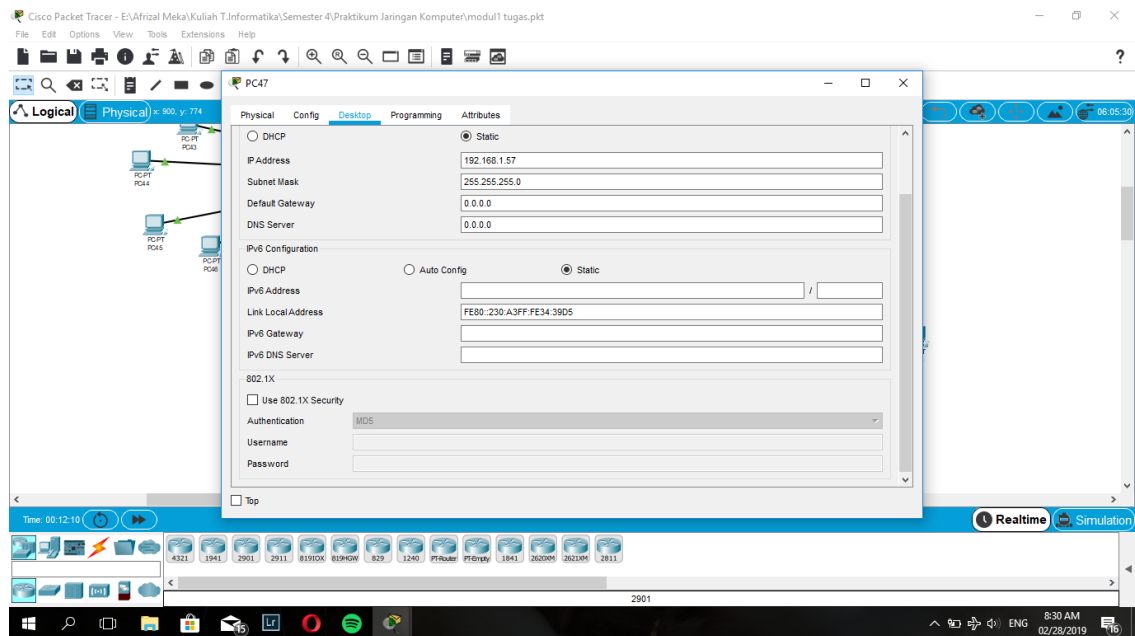 Cisco Packet Tracer - E:\Afrizal Meka\Kuliah T.Informatika\Semester 4\Praktikum Jaringan Komputer\modul1 tugas.pkt
File Edit Options View Tools Extensions Help
?
PC47
Logical Physical x: 900, y: 774
06:05:30
Physical Config Desktop Programming Attributes
DHCP Static
IP Address 192.168.1.57
Subnet Mask 255.255.255.0
Default Gateway 0.0.0.0
DNS Server 0.0.0.0
IPv6 Configuration
DHCP Auto Config Static
IPv6 Address /
Link Local Address FE80::230:A3FF:FE34:39D5
IPv6 Gateway
IPv6 DNS Server
802.1X
Use 802.1X Security
Authentication MD5
Username
Password
Top
PC-PT
PC43
PC-PT
PC44
PC-PT
PC45
PC-PT
PC46
Time: 00:12:10
Realtime Simulation
4321 1941 2901 2911 819IOX 819HGW 829 1240 PT-Router PT-Empty 1841 2620XM 2621XM 2811
2901
15
Lr
ENG
8:30 AM
02/28/2019
16